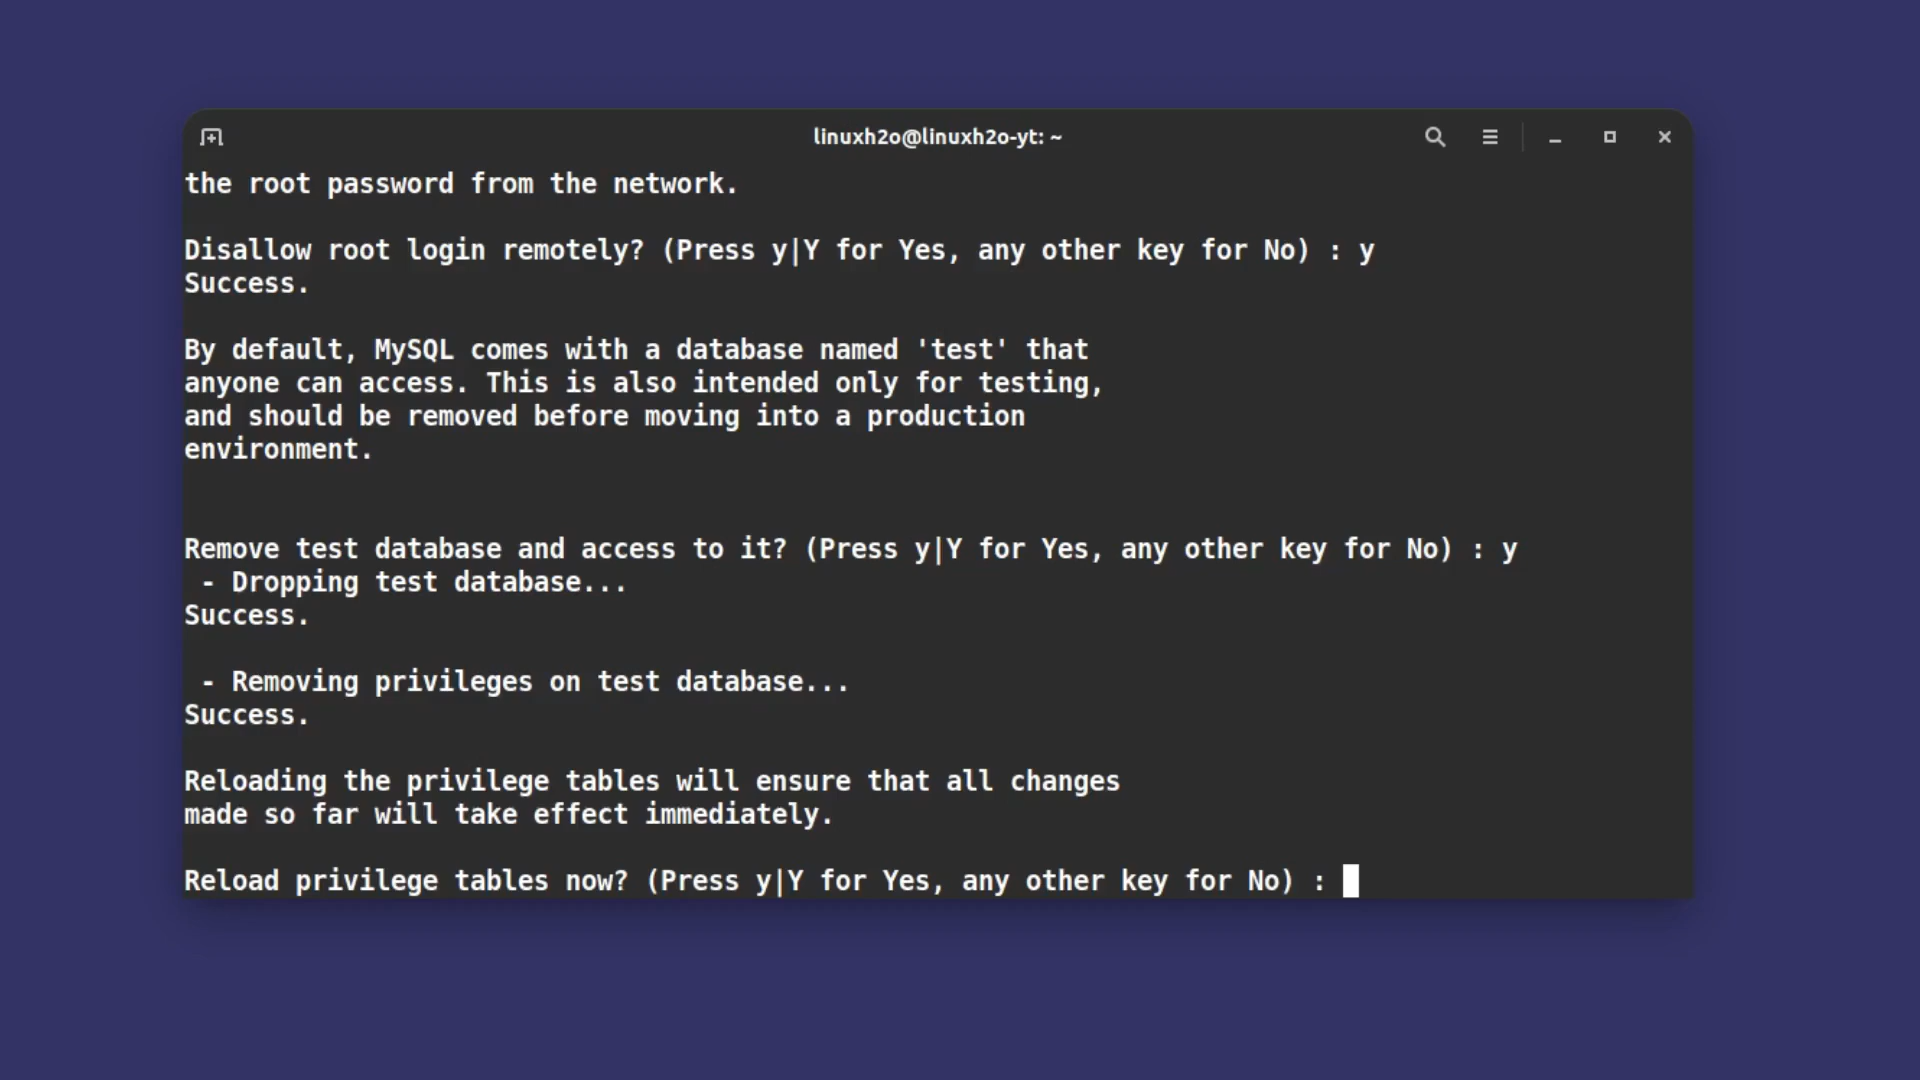 linuxh2o@linuxh2o-yt: ~
the root password from the network.
Disallow root login remotely? (Press y|Y for Yes, any other key for No) : y
Success.
By default, MySQL comes with a database named 'test' that
anyone can access. This is also intended only for testing,
and should be removed before moving into a production
environment.
Remove test database and access to it? (Press y|Y for Yes, any other key for No) : y
 - Dropping test database...
Success.
 - Removing privileges on test database...
Success.
Reloading the privilege tables will ensure that all changes
made so far will take effect immediately.
Reload privilege tables now? (Press y|Y for Yes, any other key for No) :